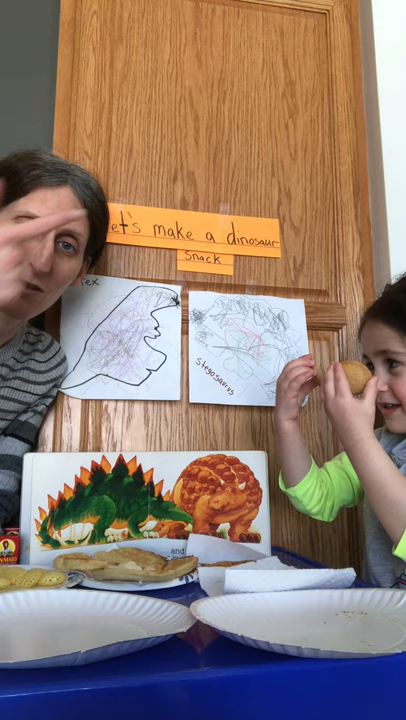 et's make a dinosaur
snack
rex
Stegosaurus
and